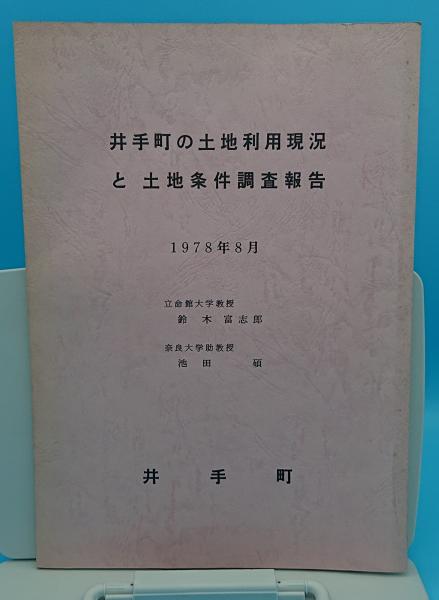 井手町の土地利用現況
と 土地条件調査報告
1978年8月
立命館大学教授
鈴木 富志郎
奈良大学助教授
池田 碩
井手町